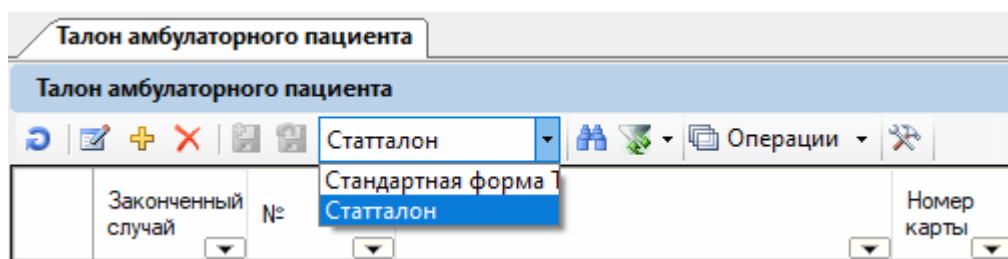 Талон амбулаторного пациента
Талон амбулаторного пациента
Статталон
Операции
Стандартная форма Т
Статталон
Законченный случай
№
Номер карты